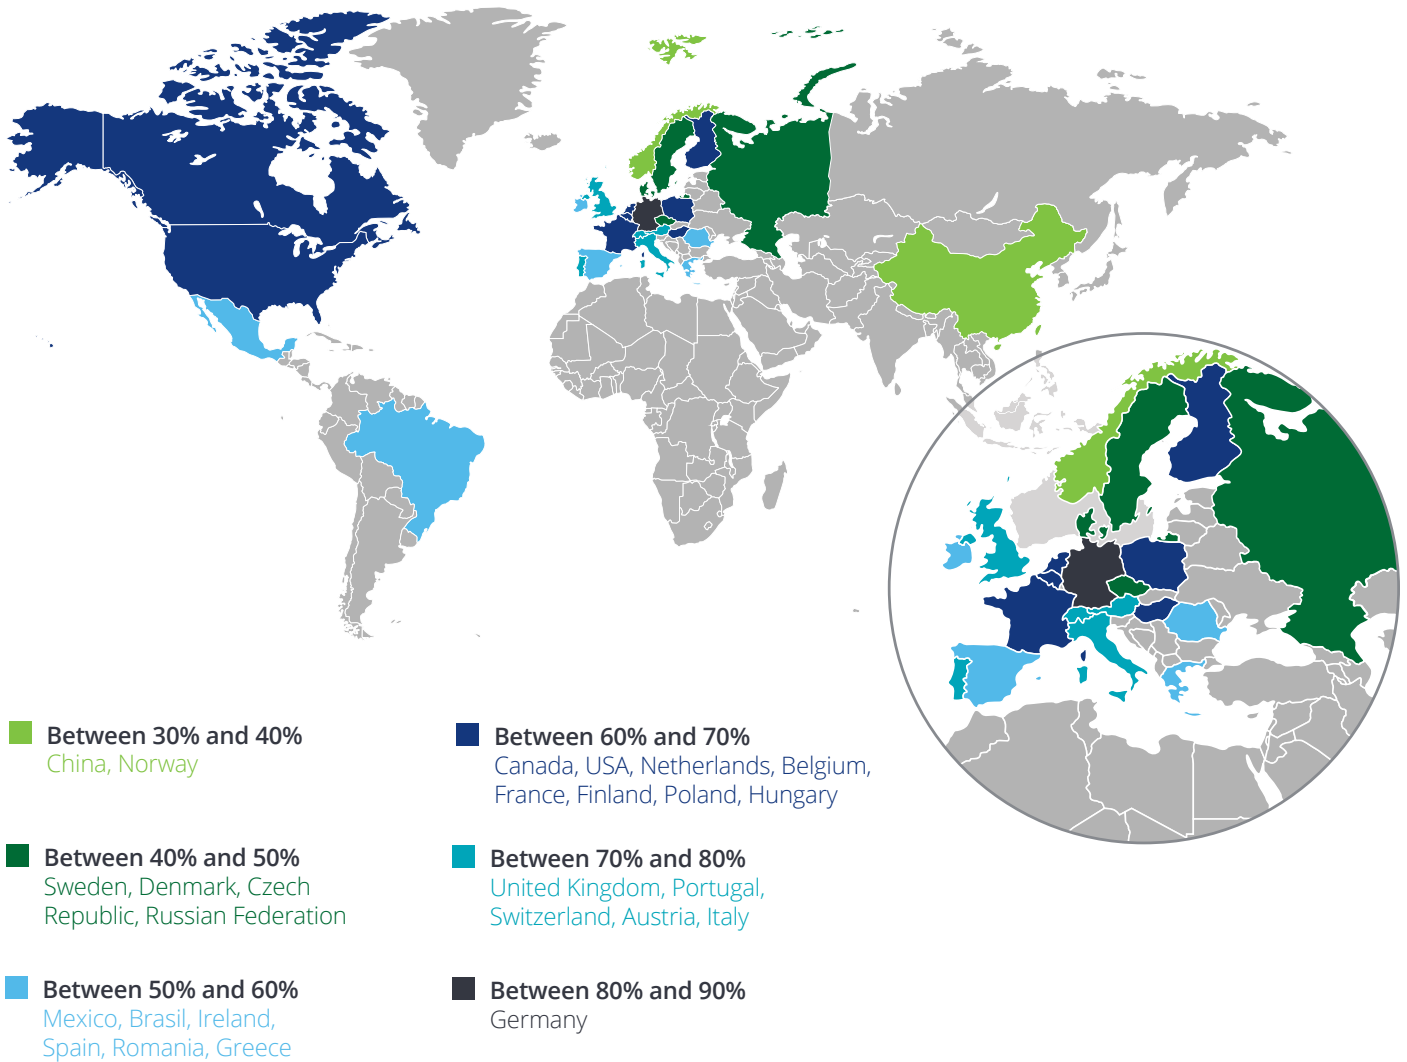 Between 30% and 40%
China, Norway
Between 40% and 50%
Sweden, Denmark, Czech
Republic, Russian Federation
Between 50% and 60%
Mexico, Brasil, Ireland,
Spain, Romania, Greece
Between 60% and 70%
Canada, USA, Netherlands, Belgium,
France, Finland, Poland, Hungary
Between 70% and 80%
United Kingdom, Portugal,
Switzerland, Austria, Italy
Between 80% and 90%
Germany